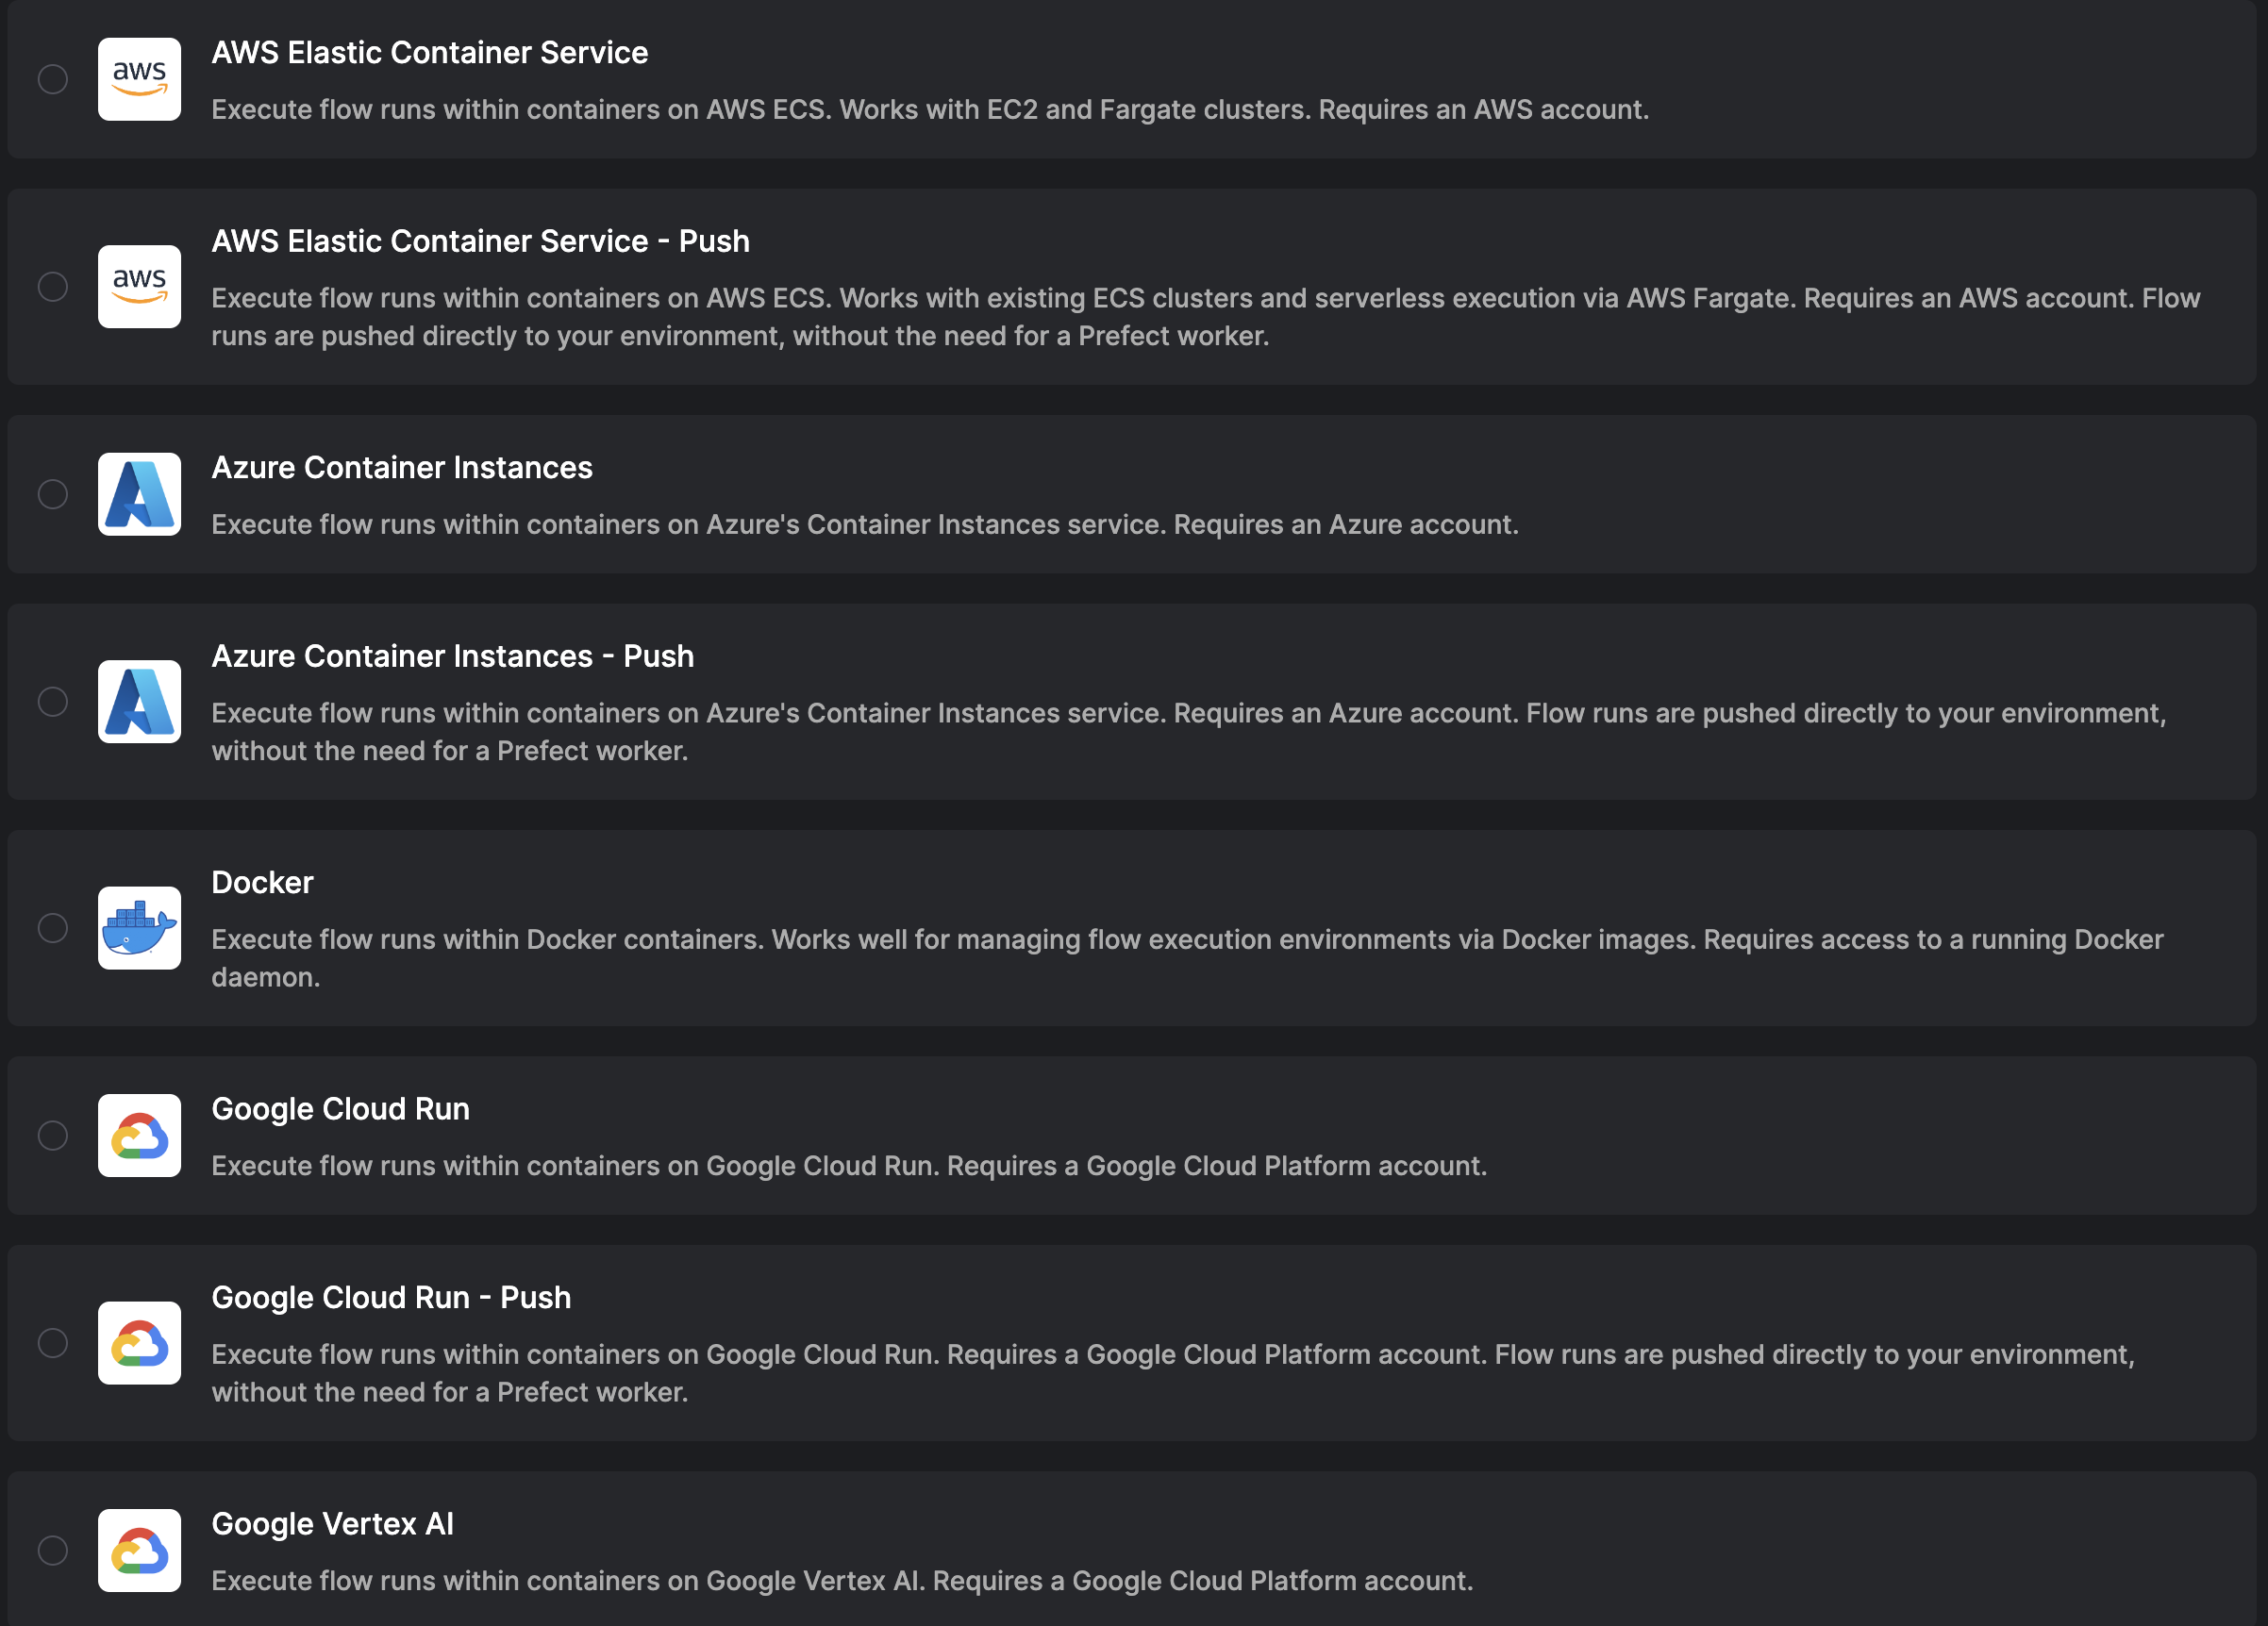 aws
AWS Elastic Container Service
Execute flow runs within containers on AWS ECS. Works with EC2 and Fargate clusters. Requires an AWS account.
aws
AWS Elastic Container Service - Push
Execute flow runs within containers on AWS ECS. Works with existing ECS clusters and serverless execution via AWS Fargate. Requires an AWS account. Flow
runs are pushed directly to your environment, without the need for a Prefect worker.
Azure Container Instances
Execute flow runs within containers on Azure's Container Instances service. Requires an Azure account.
Azure Container Instances - Push
Execute flow runs within containers on Azure's Container Instances service. Requires an Azure account. Flow runs are pushed directly to your environment,
without the need for a Prefect worker.
Docker
Execute flow runs within Docker containers. Works well for managing flow execution environments via Docker images. Requires access to a running Docker
daemon.
Google Cloud Run
Execute flow runs within containers on Google Cloud Run. Requires a Google Cloud Platform account.
Google Cloud Run - Push
Execute flow runs within containers on Google Cloud Run. Requires a Google Cloud Platform account. Flow runs are pushed directly to your environment,
without the need for a Prefect worker.
Google Vertex AI
Execute flow runs within containers on Google Vertex AI. Requires a Google Cloud Platform account.